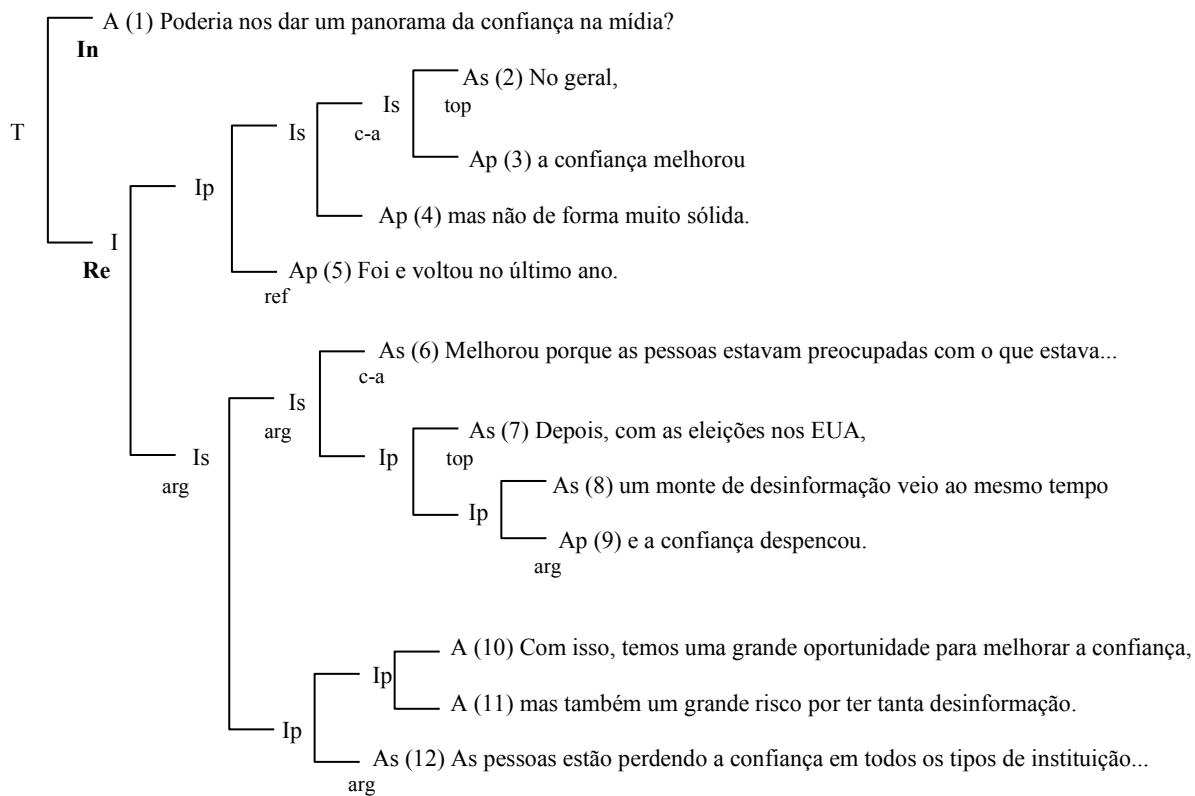 A (1) Poderia nos dar um panorama da confiança na mídia?
In
As (2) No geral,
Is
top
Is
c-a
T
Ap (3) a confiança melhorou
Ip
Ap (4) mas não de forma muito sólida.
I
Re
Ap (5) Foi e voltou no último ano.
ref
As (6) Melhorou porque as pessoas estavam preocupadas com o que estava...
c-a
Is
arg
As (7) Depois, com as eleições nos EUA,
Is
arg
Ip
top
As (8) um monte de desinformação veio ao mesmo tempo
Ip
Ap (9) e a confiança despencou.
arg
A (10) Com isso, temos uma grande oportunidade para melhorar a confiança,
Ip
A (11) mas também um grande risco por ter tanta desinformação.
Ip
As (12) As pessoas estão perdendo a confiança em todos os tipos de instituição...
arg